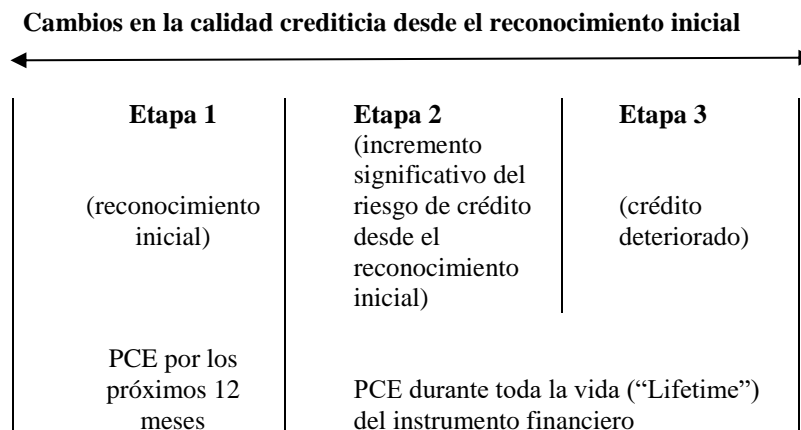 Cambios en la calidad crediticia desde el reconocimiento inicial
Etapa 1
(reconocimiento
inicial)
Etapa 2
(incremento
significativo del
riesgo de crédito
desde el
reconocimiento
inicial)
Etapa 3
(crédito
deteriorado)
PCE por los
próximos 12
meses
PCE durante toda la vida (“Lifetime”)
del instrumento financiero